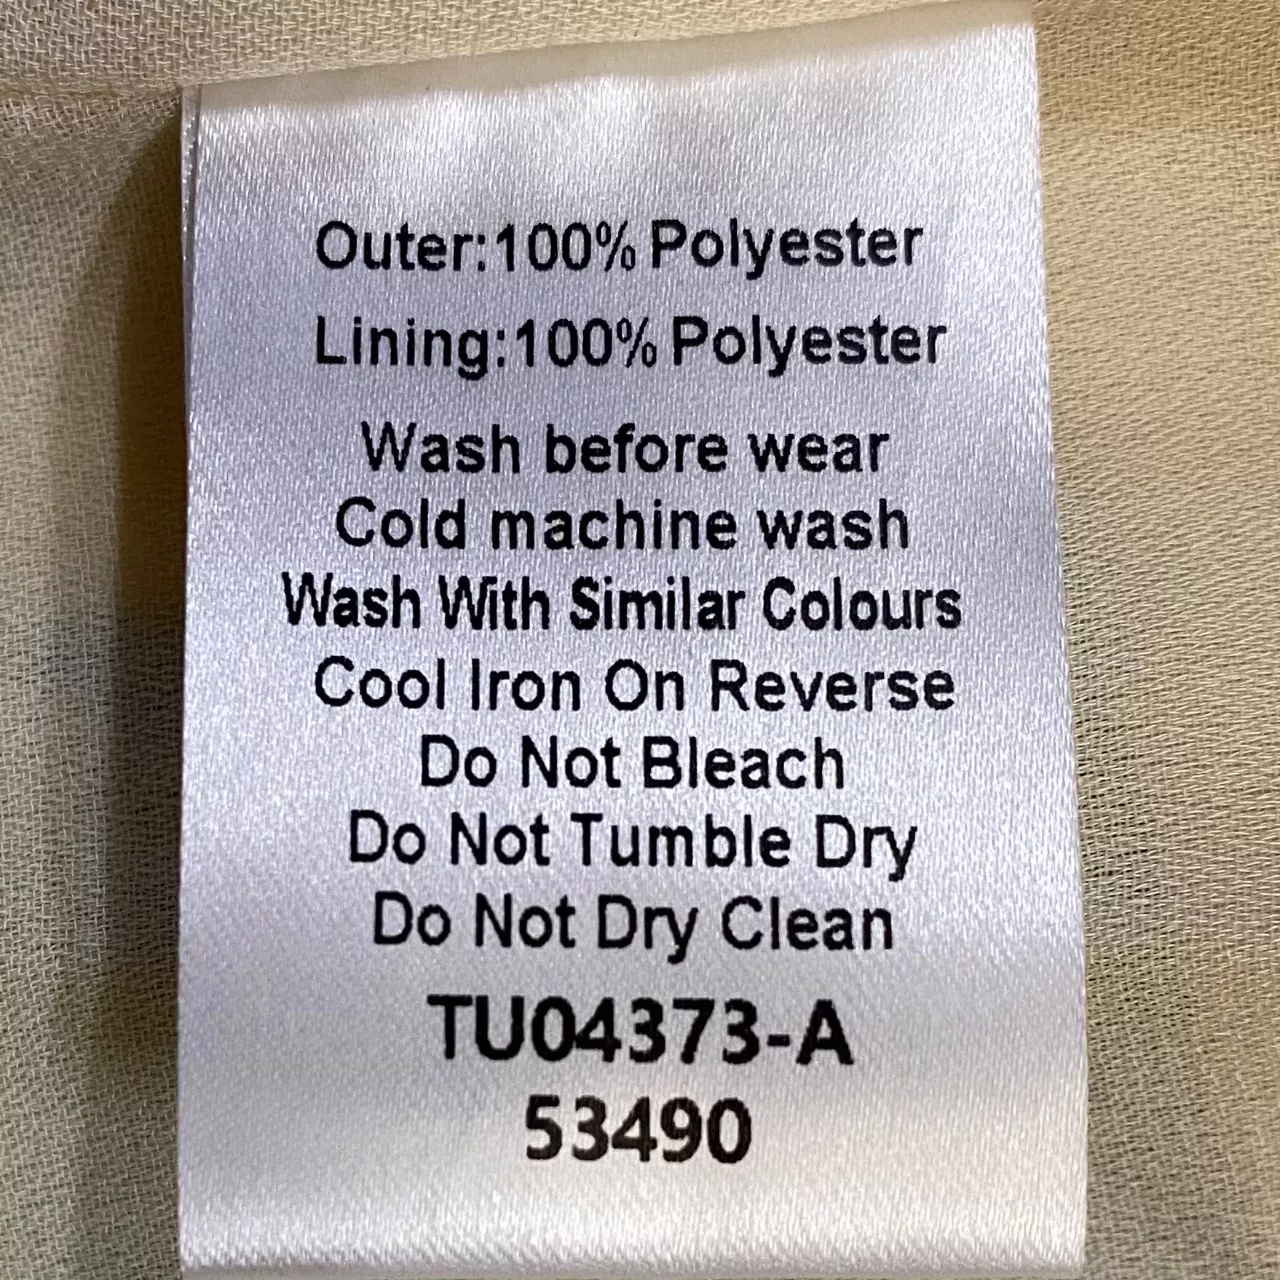 Outer:100% Polyester
Lining:100% Polyester
Wash before wear
Cold machine wash
Wash With Similar Colours
Cool Iron On Reverse
Do Not Bleach
Do Not Tumble Dry
Do Not Dry Clean
TU04373-A
53490